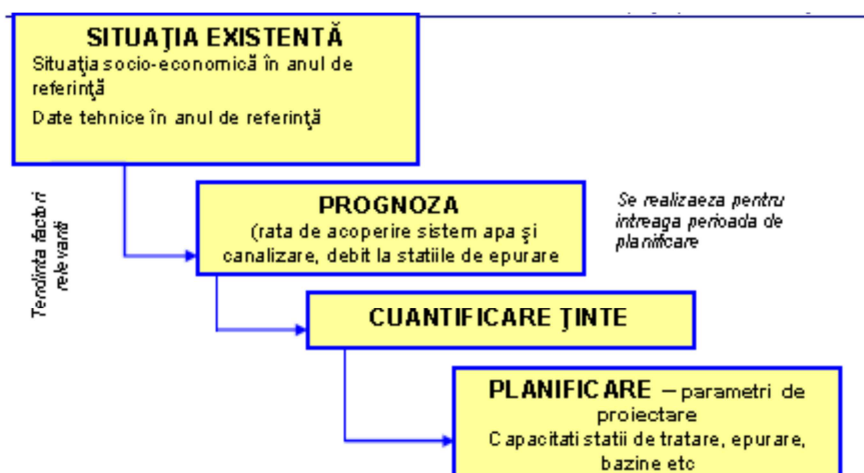 SITUAŢIA EXISTENTĂ
Situaţia socio-economică în anul de
referinţă
Date tehnice în anul de referinţă
Tendinta factori
relevanti
PROGNOZA
(rata de acoperire sistem apa şi
canalizare, debit la statiile de epurare
Se realizaeza pentru
intreaga perioada de
planificare
CUANTIFICARE ŢINTE
PLANIFICARE – parametri de
proiectare
Capacitati statii de tratare, epurare,
bazine etc